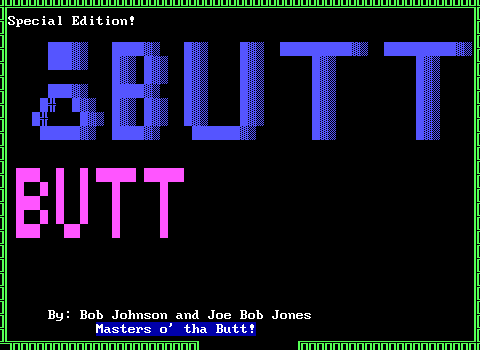 Special Edition!
¿BUTT
BUTT
By: Bob Johnson and Joe Bob Jones
Masters o' tha Butt!